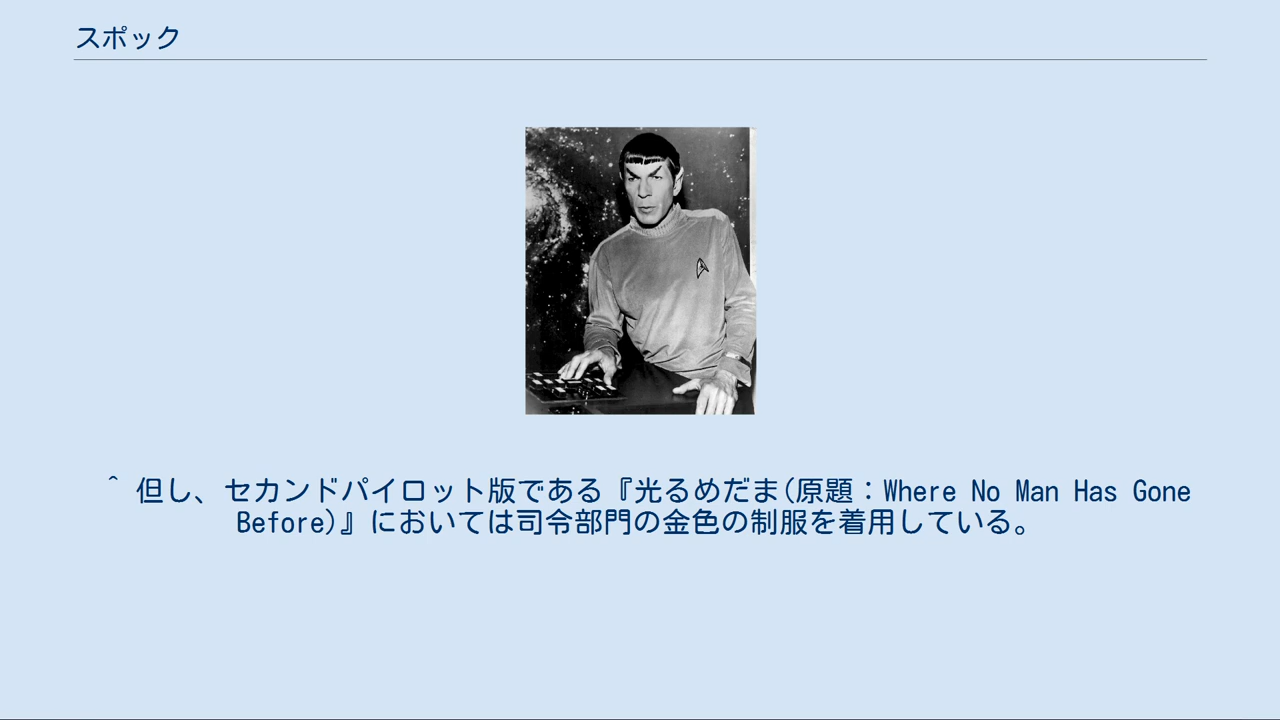 スポック
^ 但し、セカンドパイロット版である『光るめだま(原題：Where No Man Has Gone
Before)』においては司令部門の金色の制服を着用している。